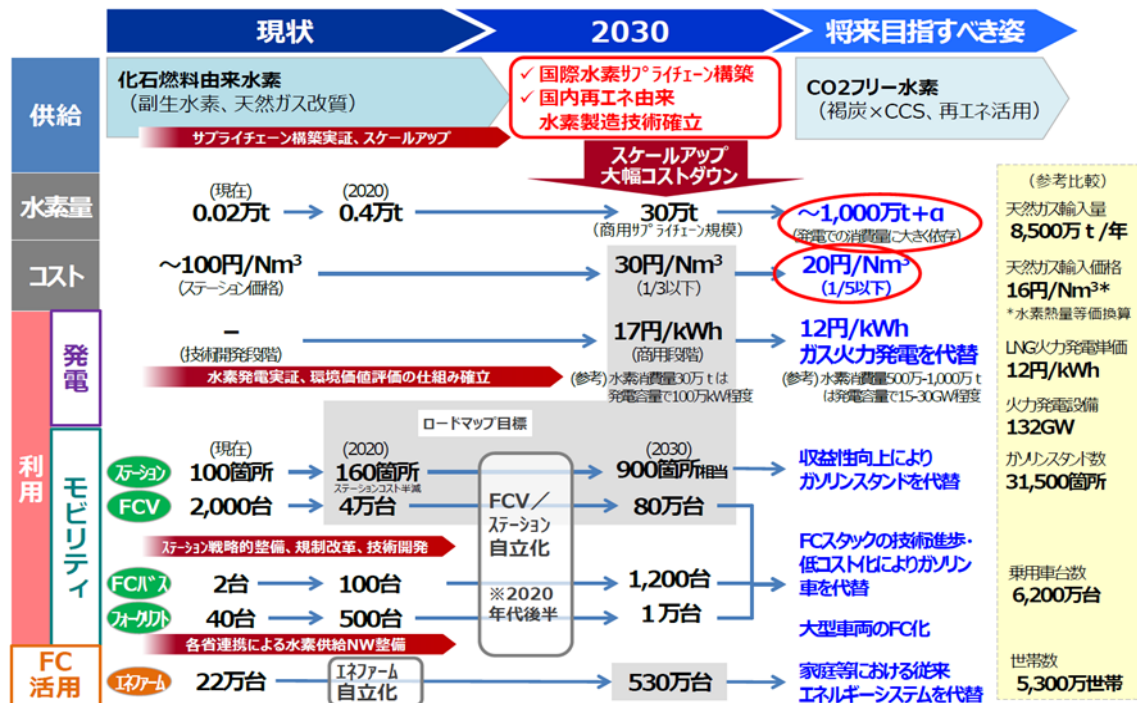 現状
2030
将来目指すべき姿
供給
化石燃料由来水素
（副生水素、天然ガス改質）
✓ 国際水素サプライチェーン構築
✓ 国内再エネ由来
水素製造技術確立
CO2フリー水素
（褐炭×CCS、再エネ活用）
サプライチェーン構築実証、スケールアップ
スケールアップ
大幅コストダウン
水素量
(現在)
0.02万t
(2020)
0.4万t
30万t
(商用サプライチェーン規模)
～1,000万t+α
(発電での消費量に大きく依存)
コスト
～100円/Nm³
(ステーション価格)
30円/Nm³
(1/3以下)
20円/Nm³
(1/5以下)
利用
発電
－
(技術開発段階)
17円/kWh
(商用段階)
12円/kWh
ガス火力発電を代替
水素発電実証、環境価値評価の仕組み確立
(参考) 水素消費量30万ｔは
発電容量で100万kW程度
(参考) 水素消費量500万-1,000万ｔ
は発電容量で15-30GW程度
モビリティ
ロードマップ目標
(現在)
(2020)
(2030)
ステーション
100箇所
160箇所
ステーションコスト半減
900箇所相当
収益性向上により
ガソリンスタンドを代替
FCV
2,000台
4万台
80万台
FCV／
ステーション
自立化
※2020
年代後半
ステーション戦略的整備、規制改革、技術開発
FCスタックの技術進歩・
低コスト化によりガソリン
車を代替
FCバス
2台
100台
1,200台
フォークリフト
40台
500台
1万台
大型車両のFC化
各省連携による水素供給NW整備
FC
活用
エネファーム
22万台
エネファーム
自立化
530万台
家庭等における従来
エネルギーシステムを代替
（参考比較）
天然ガス輸入量
8,500万ｔ/年
天然ガス輸入価格
16円/Nm³*
*水素熱量等価換算
LNG火力発電単価
12円/kWh
火力発電設備
132GW
ガソリンスタンド数
31,500箇所
乗用車台数
6,200万台
世帯数
5,300万世帯